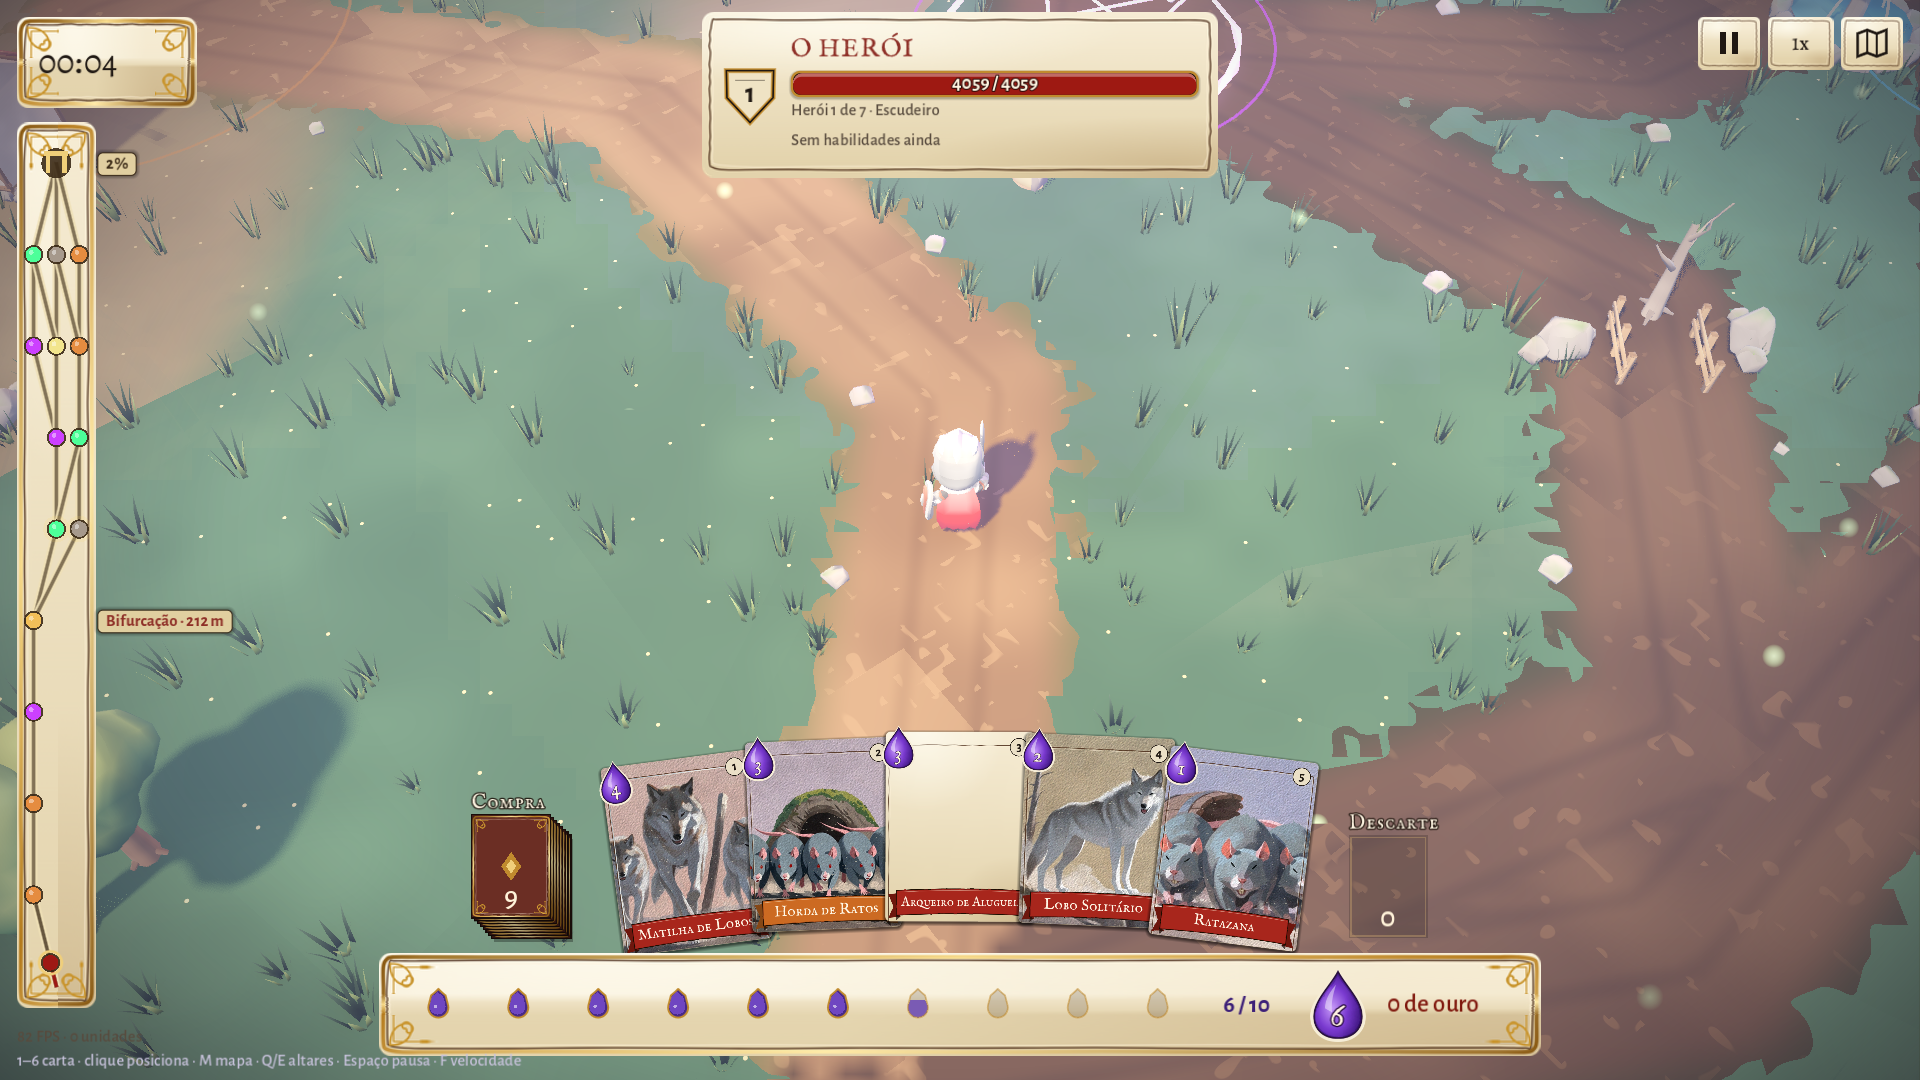 00:04
O HERÓI
1
4059 / 4059
Herói 1 de 7 · Escudeiro
Sem habilidades ainda
1x
2%
Bifurcação · 212 m
COMPRA
9
4
1
MATILHA DE LOBOS
3
2
HORDA DE RATOS
3
3
ARQUEIRO DE ALUGUEL
2
4
LOBO SOLITÁRIO
1
5
RATAZANA
DESCARTE
0
6 / 10
6
0 de ouro
FPS · 0 unidades
1–6 carta · clique posiciona · M mapa · Q/E altares · Espaço pausa · F velocidade